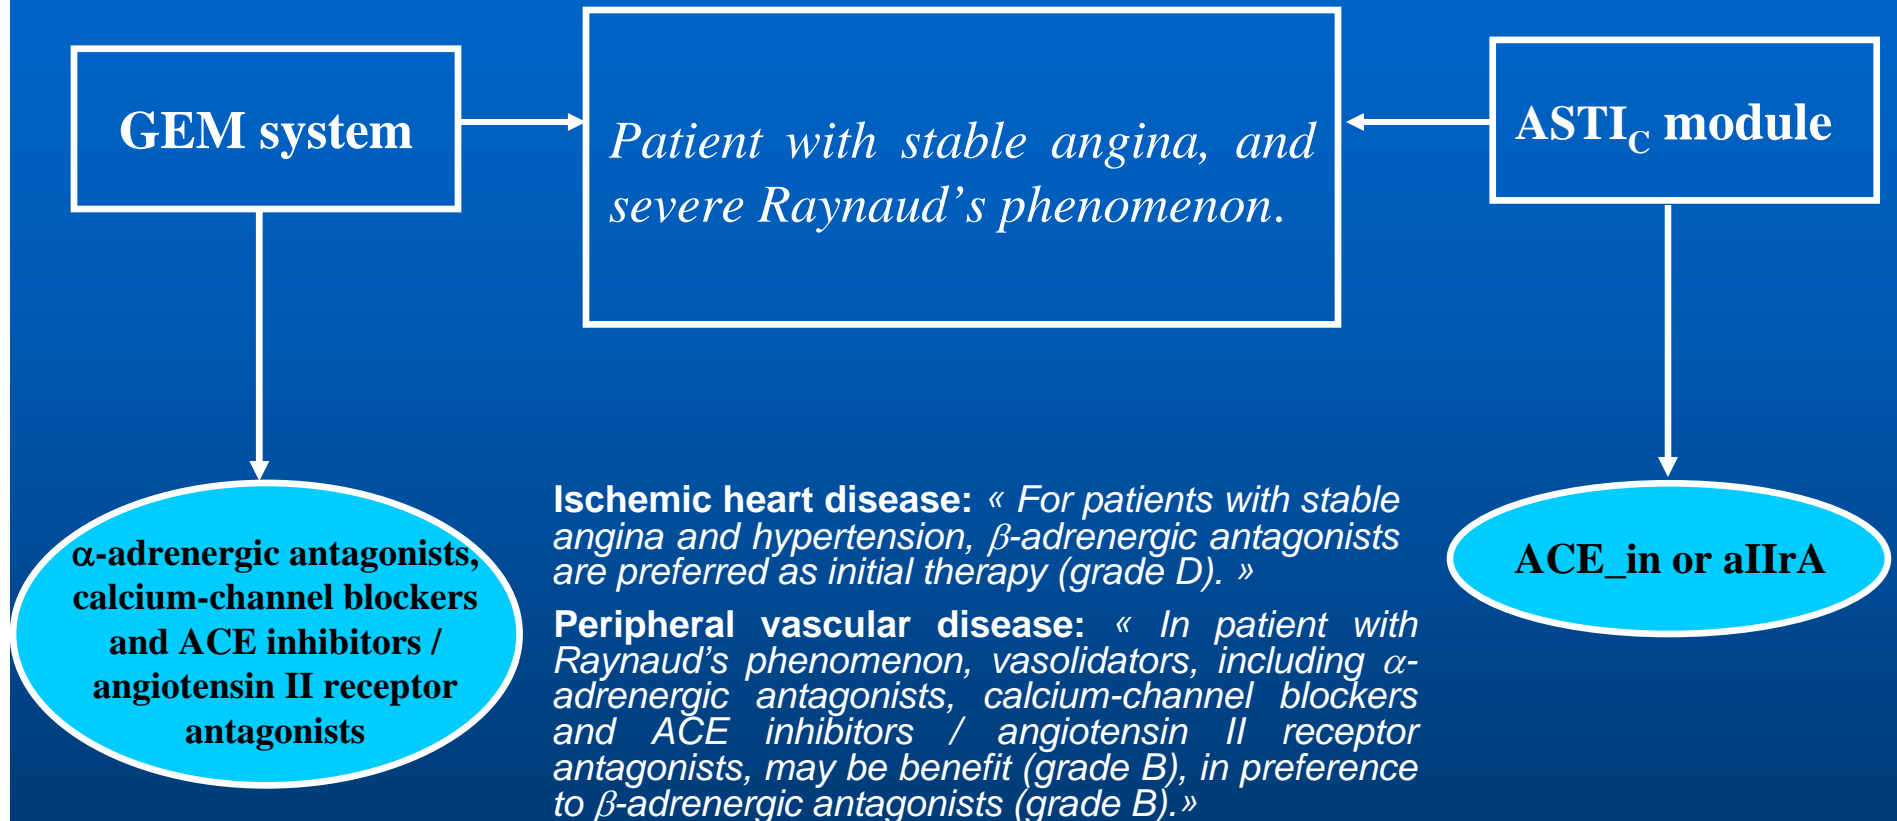 GEM system
Patient with stable angina, and
severe Raynaud’s phenomenon.
ASTIC module
α-adrenergic antagonists,
calcium-channel blockers
and ACE inhibitors /
angiotensin II receptor
antagonists
Ischemic heart disease: « For patients with stable
angina and hypertension, β-adrenergic antagonists
are preferred as initial therapy (grade D). »
Peripheral vascular disease: « In patient with
Raynaud’s phenomenon, vasolidators, including α-
adrenergic antagonists, calcium-channel blockers
and ACE inhibitors / angiotensin II receptor
antagonists, may be benefit (grade B), in preference
to β-adrenergic antagonists (grade B).»
ACE_in or aIIrA